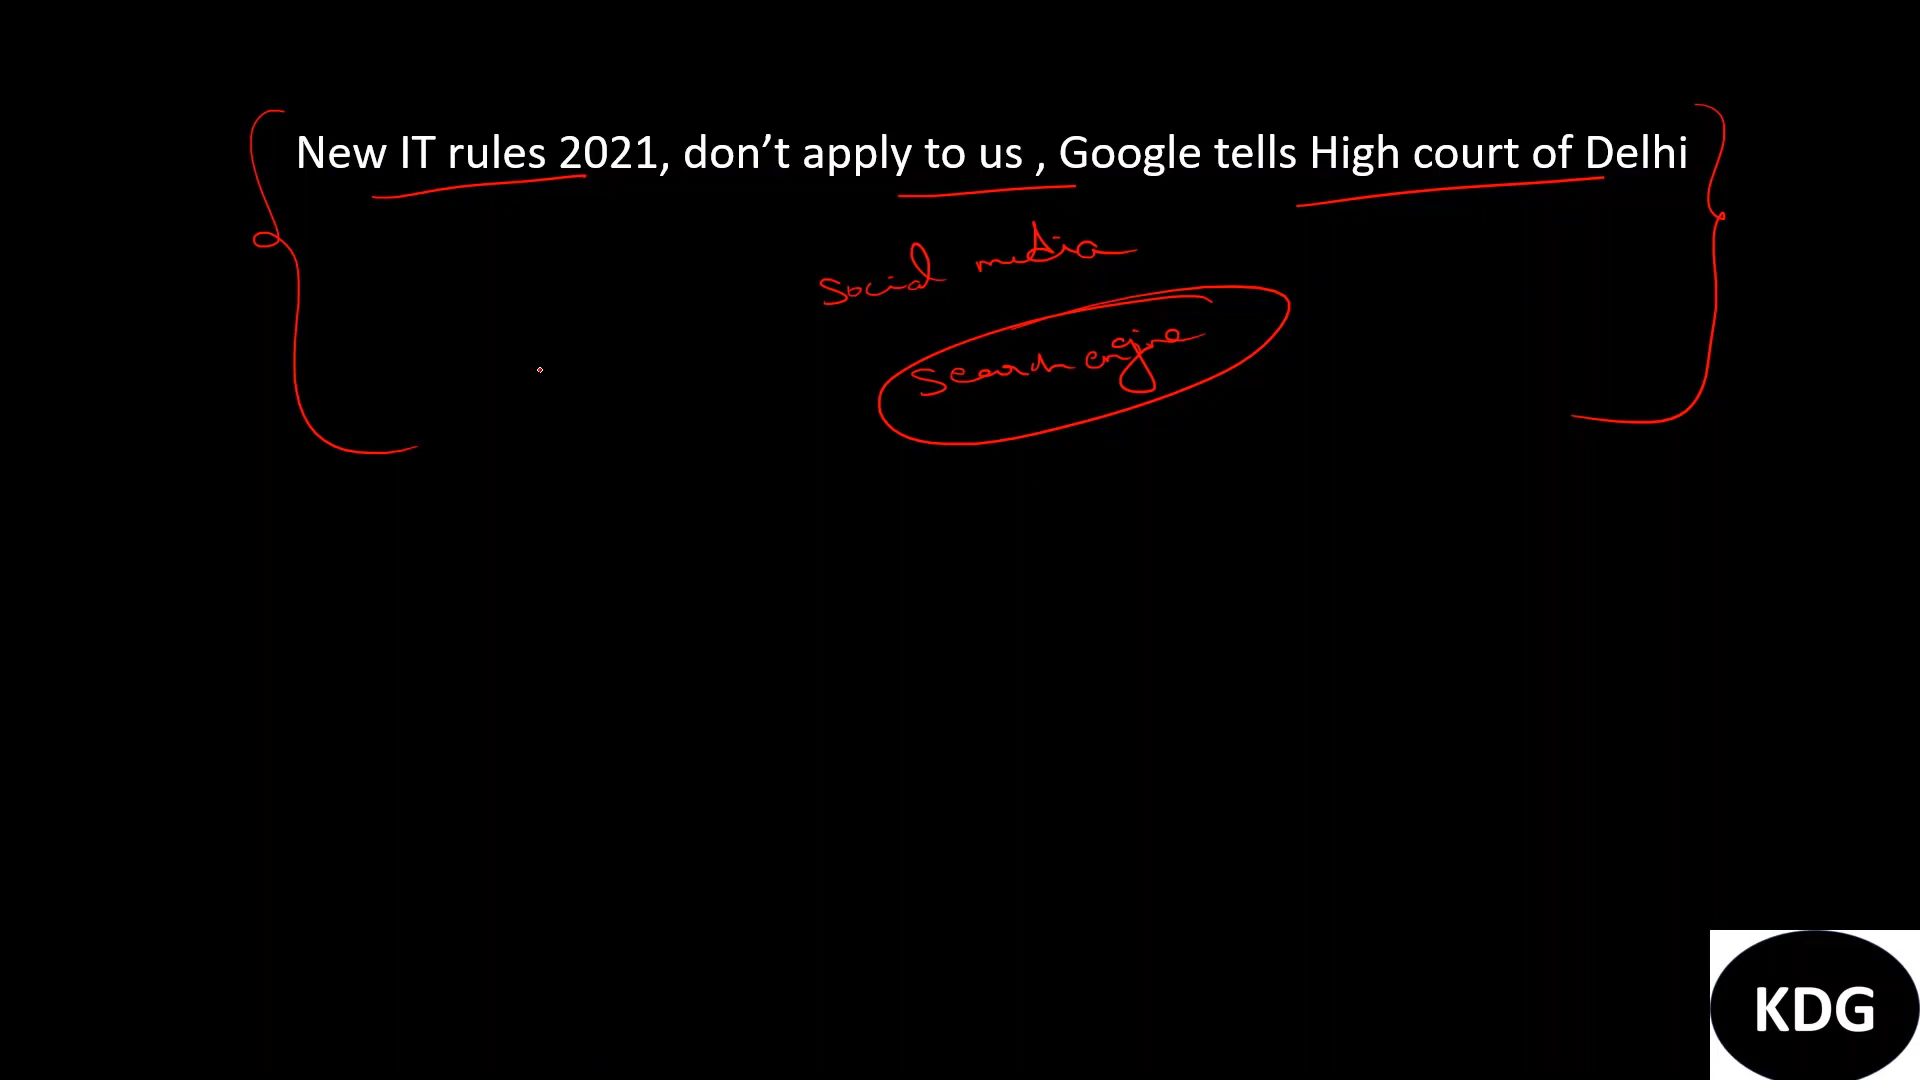 New IT rules 2021, don’t apply to us , Google tells High court of Delhi
Social media
Search engine
KDG